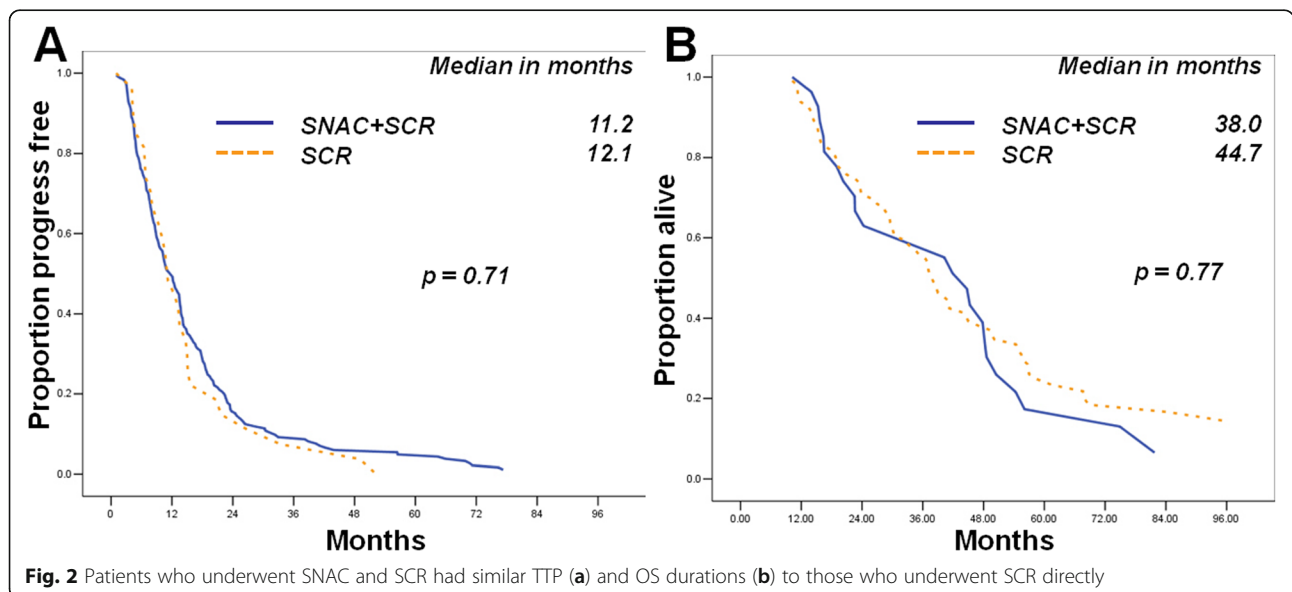 A
Median in months
SNAC+SCR 11.2
SCR 12.1
p = 0.71
Proportion progress free
1.0
0.8
0.6
0.4
0.2
0.0
0 12 24 36 48 60 72 84 96
Months
B
Median in months
SNAC+SCR 38.0
SCR 44.7
p = 0.77
Proportion alive
1.0
0.8
0.6
0.4
0.2
0.0
0.00 12.00 24.00 36.00 48.00 60.00 72.00 84.00 96.00
Months
Fig. 2 Patients who underwent SNAC and SCR had similar TTP (a) and OS durations (b) to those who underwent SCR directly